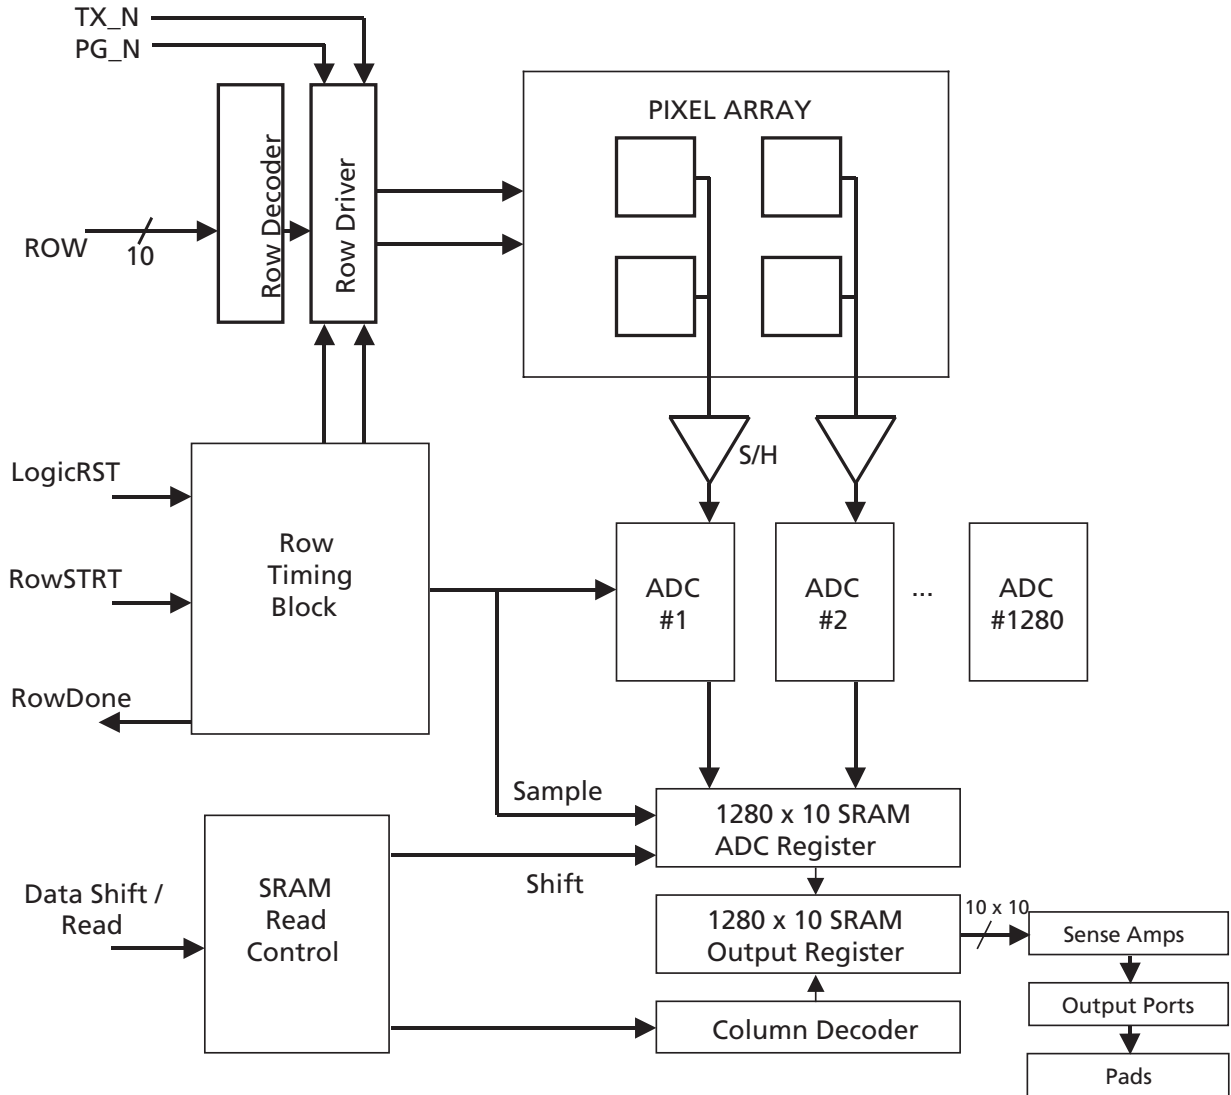 TX_N
PG_N
PIXEL ARRAY
Row Decoder
Row Driver
ROW
10
S/H
LogicRST
Row
Timing
Block
RowSTRT
ADC
#1
ADC
#2
...
ADC
#1280
RowDone
Sample
1280 x 10 SRAM
ADC Register
Shift
Data Shift /
Read
SRAM
Read
Control
1280 x 10 SRAM
Output Register
10 x 10
Sense Amps
Output Ports
Column Decoder
Pads